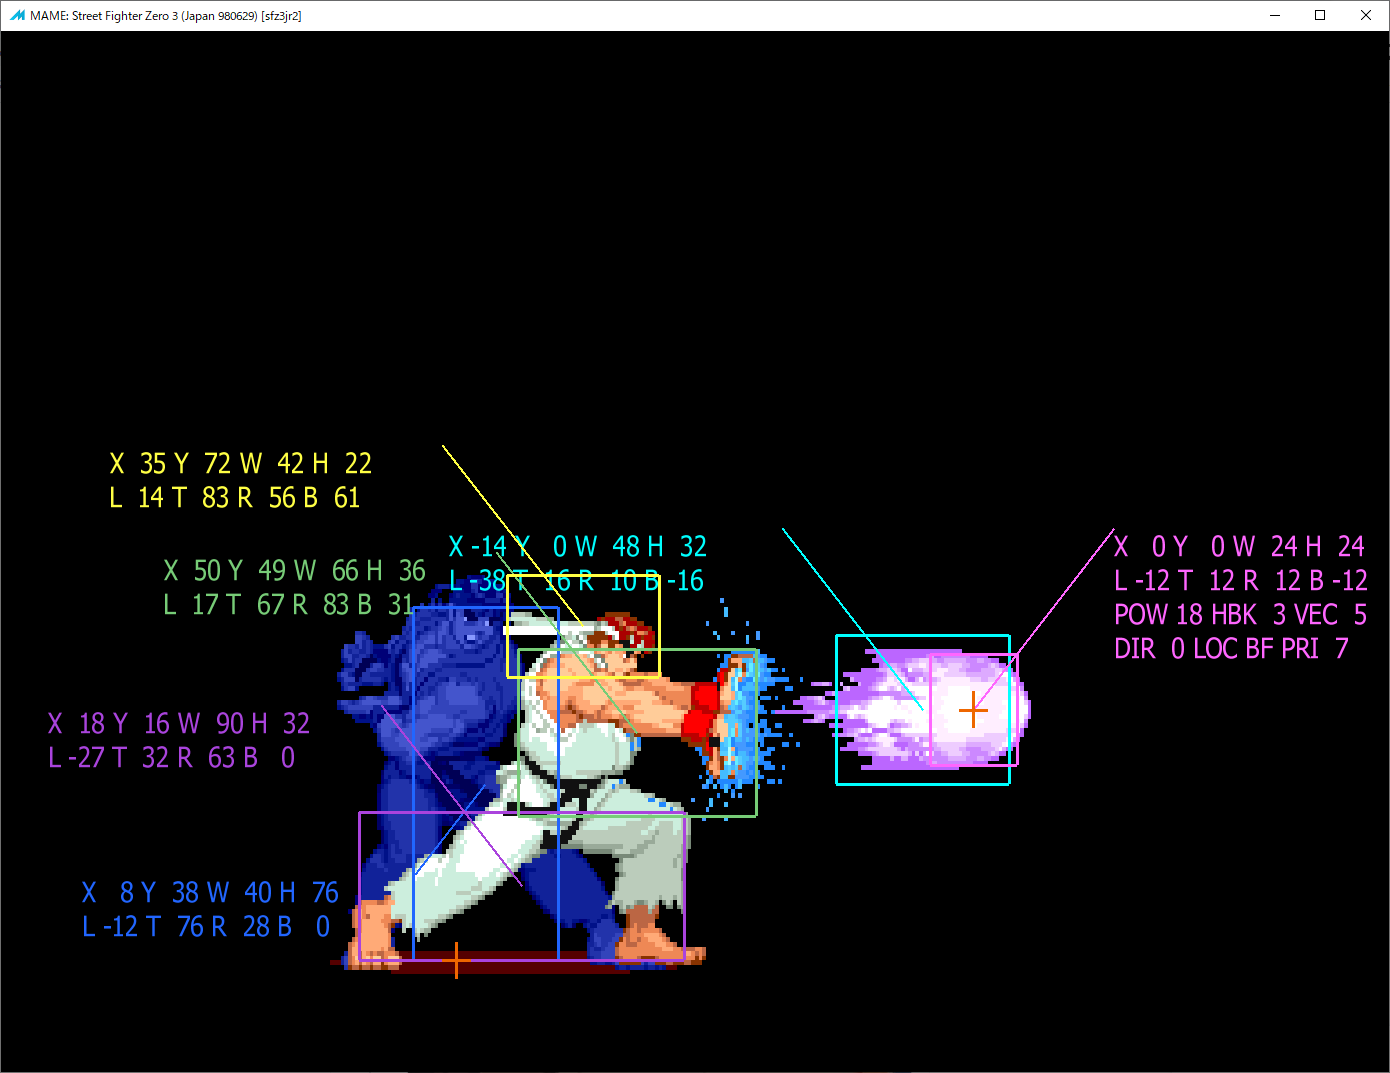 MAME: Street Fighter Zero 3 (Japan 980629) [sfz3jr2]
X 35 Y 72 W 42 H 22
L 14 T 83 R 56 B 61
X -14 Y 0 W 48 H 32
L -38 T 16 R 10 B -16
X 0 Y 0 W 24 H 24
L -12 T 12 R 12 B -12
POW 18 HBK 3 VEC 5
DIR 0 LOC BF PRI 7
X 50 Y 49 W 66 H 36
L 17 T 67 R 83 B 31
X 18 Y 16 W 90 H 32
L -27 T 32 R 63 B 0
X 8 Y 38 W 40 H 76
L -12 T 76 R 28 B 0